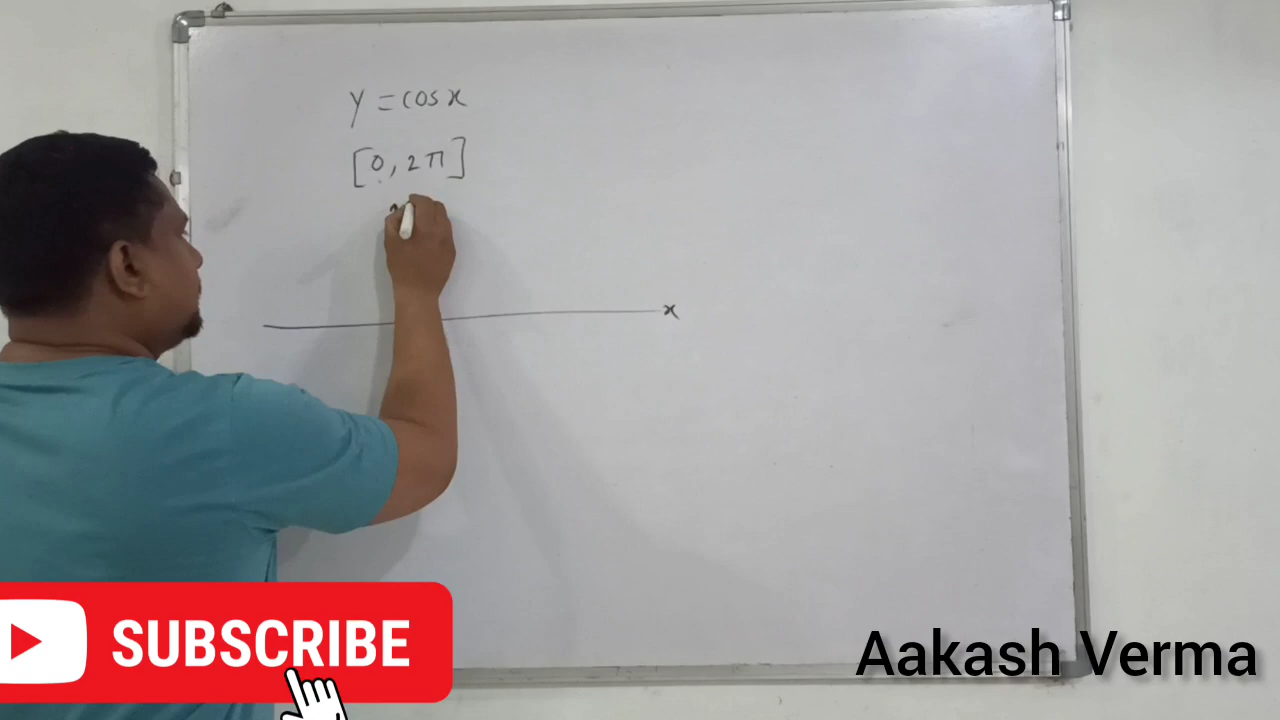 y = cos x
[0, 2π]
x
SUBSCRIBE
Aakash Verma